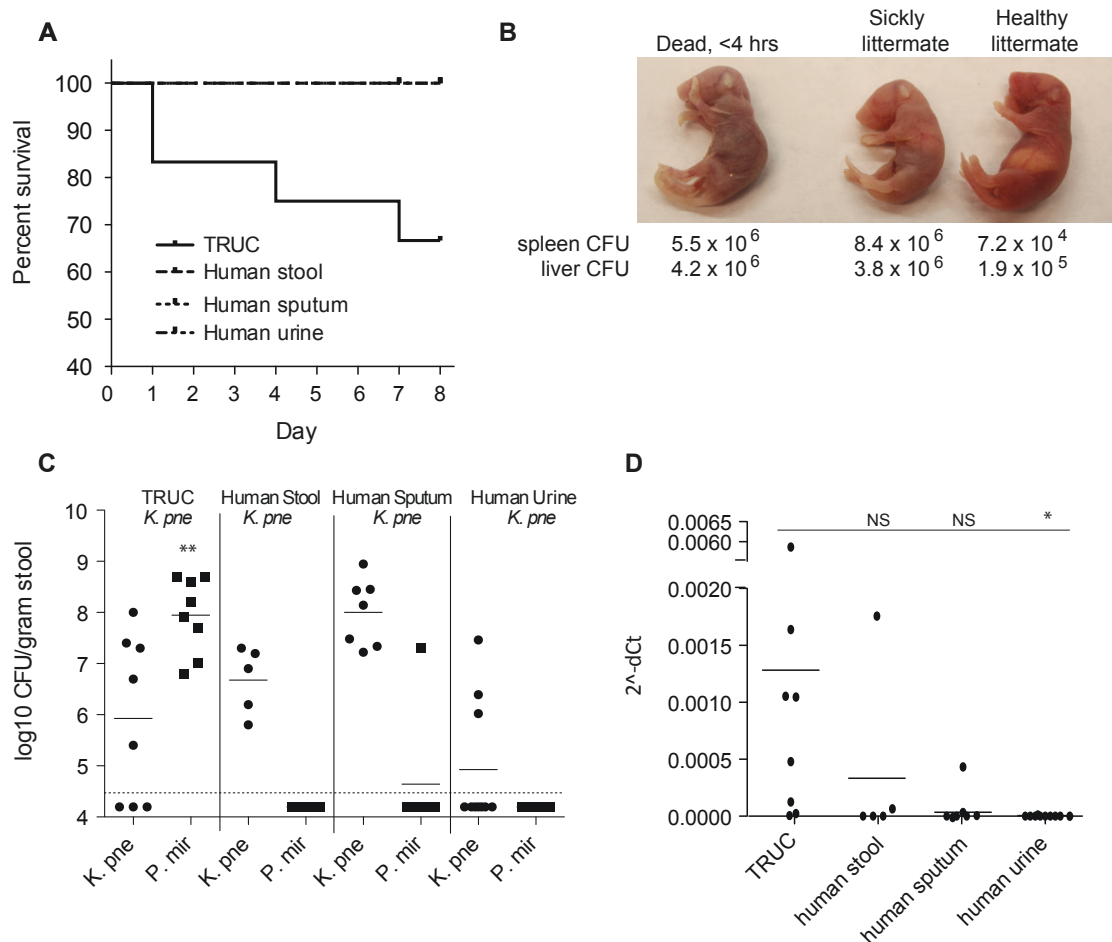 A
100
90
80
70
60
50
40
Percent survival
TRUC
Human stool
Human sputum
Human urine
0 1 2 3 4 5 6 7 8
Day
B
Dead, <4 hrs
Sickly
littermate
Healthy
littermate
spleen CFU 5.5 x 10^6 8.4 x 10^6 7.2 x 10^4
liver CFU 4.2 x 10^6 3.8 x 10^6 1.9 x 10^5
C
TRUC Human Stool Human Sputum Human Urine
K. pne K. pne K. pne K. pne
**
10
9
8
7
6
5
4
log10 CFU/gram stool
K. pne P. mir K. pne P. mir K. pne P. mir K. pne P. mir
D
NS NS *
0.0065
0.0060
0.0020
0.0015
0.0010
0.0005
0.0000
2^-dCt
TRUC human stool human sputum human urine